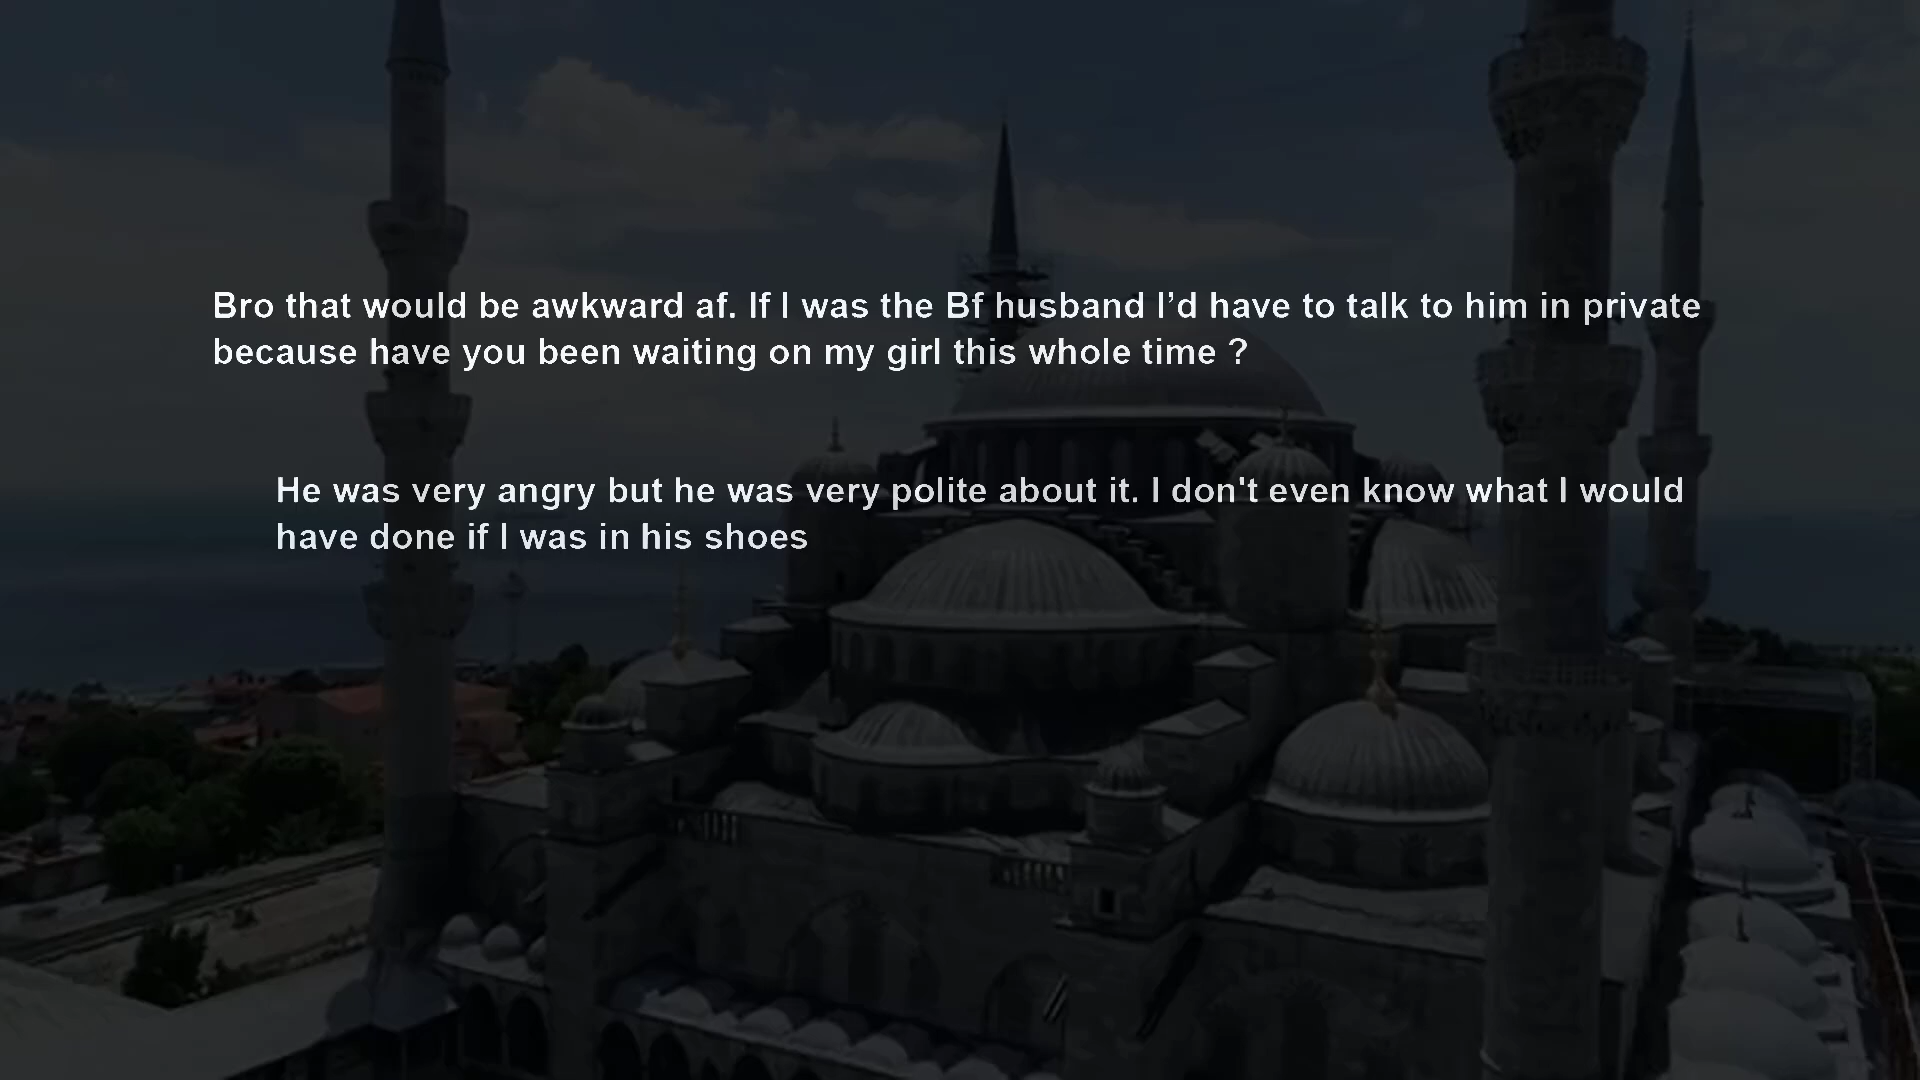 Bro that would be awkward af. If I was the Bf husband I’d have to talk to him in private
because have you been waiting on my girl this whole time ?
He was very angry but he was very polite about it. I don't even know what I would
have done if I was in his shoes